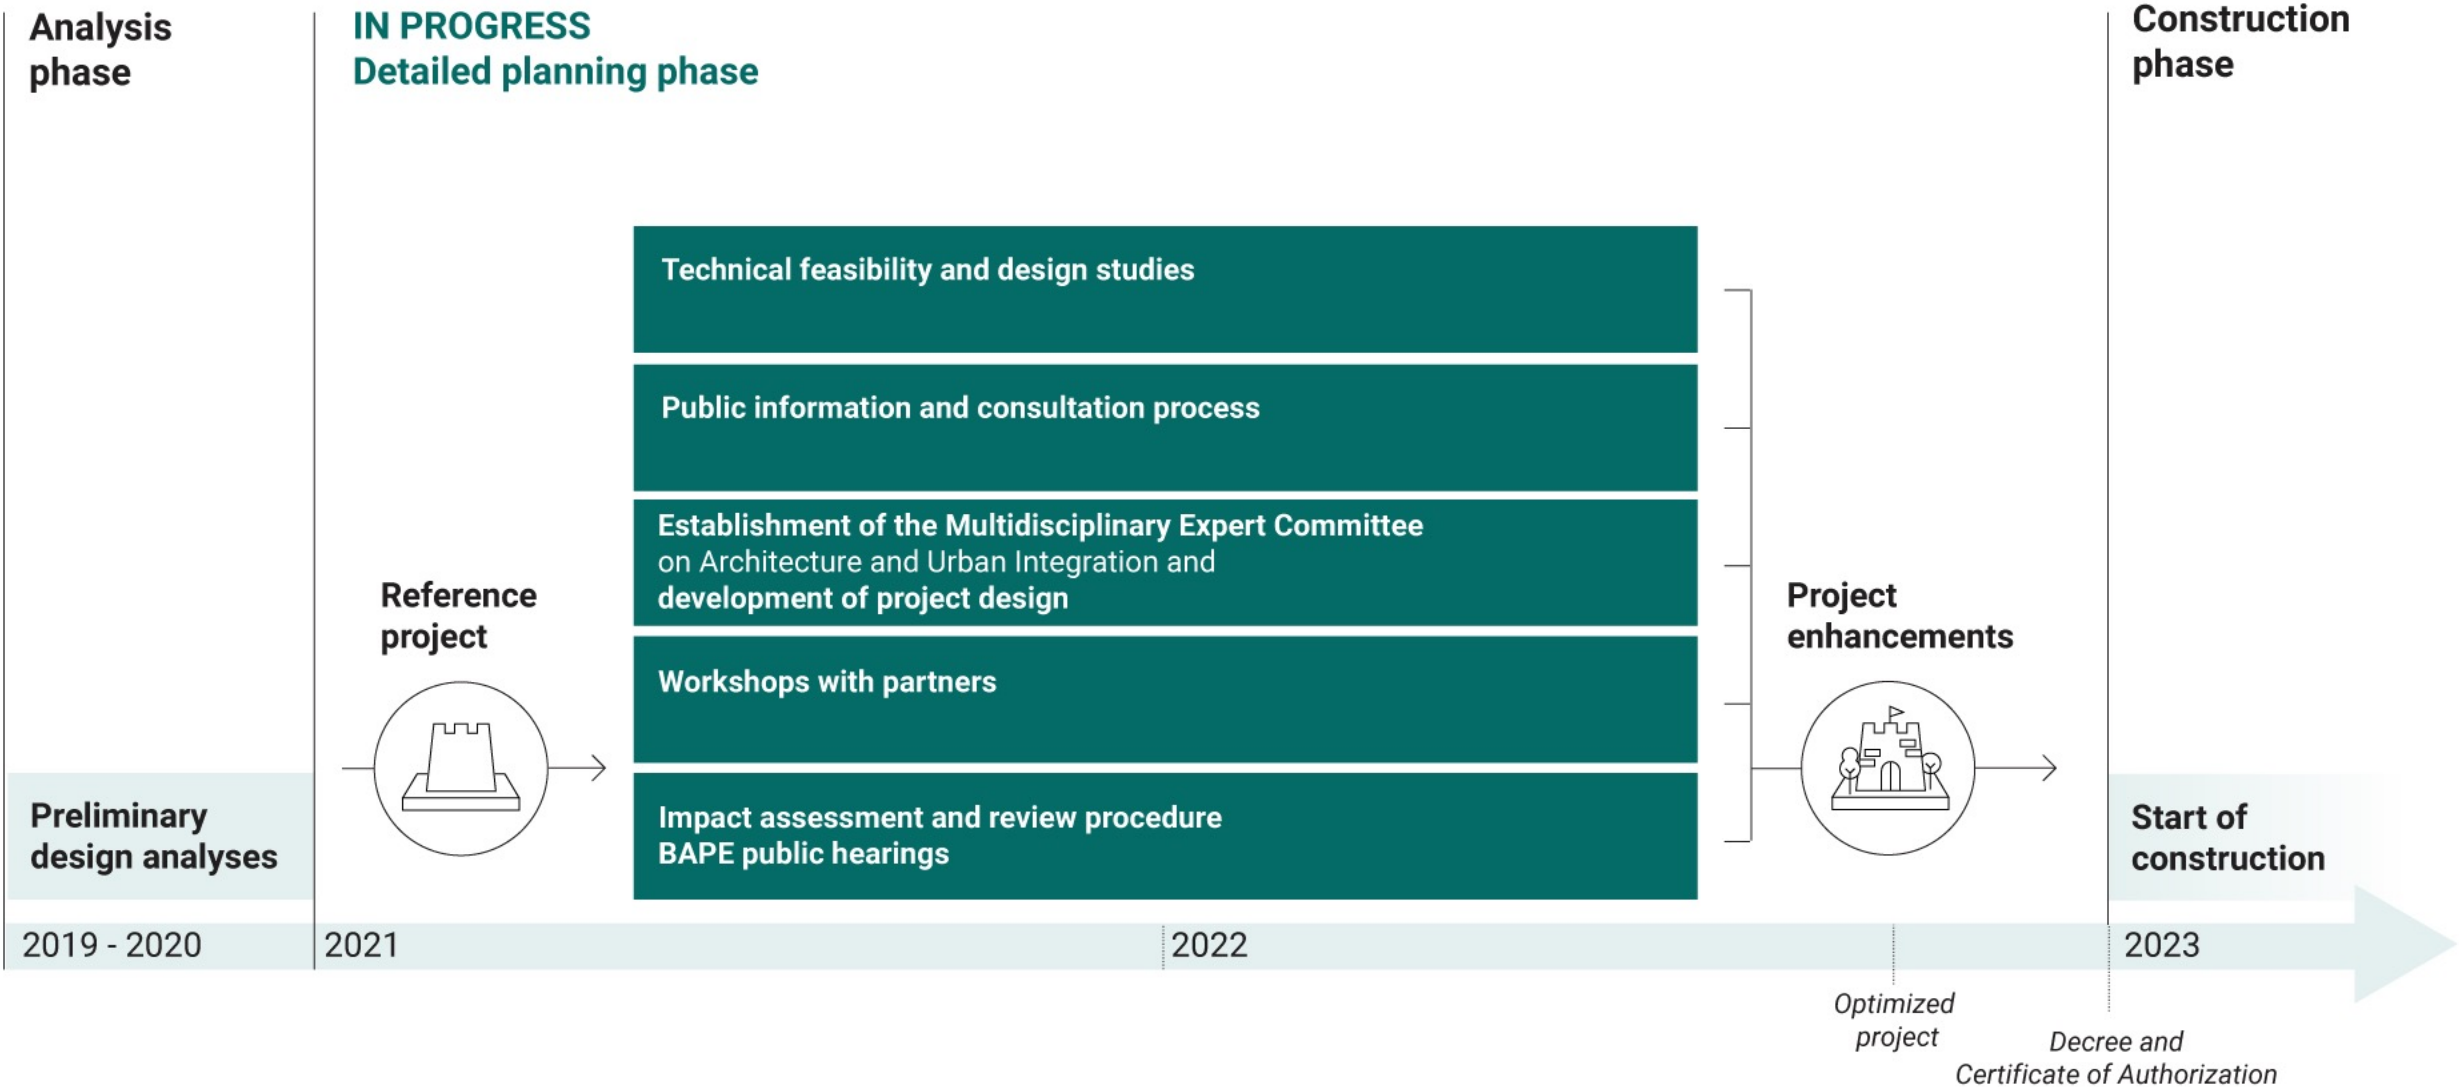 Analysis
phase
IN PROGRESS
Detailed planning phase
Construction
phase
Technical feasibility and design studies
Public information and consultation process
Establishment of the Multidisciplinary Expert Committee
on Architecture and Urban Integration and
development of project design
Workshops with partners
Impact assessment and review procedure
BAPE public hearings
Reference
project
Project
enhancements
Preliminary
design analyses
Start of
construction
2019 - 2020
2021
2022
2023
Optimized
project
Decree and
Certificate of Authorization